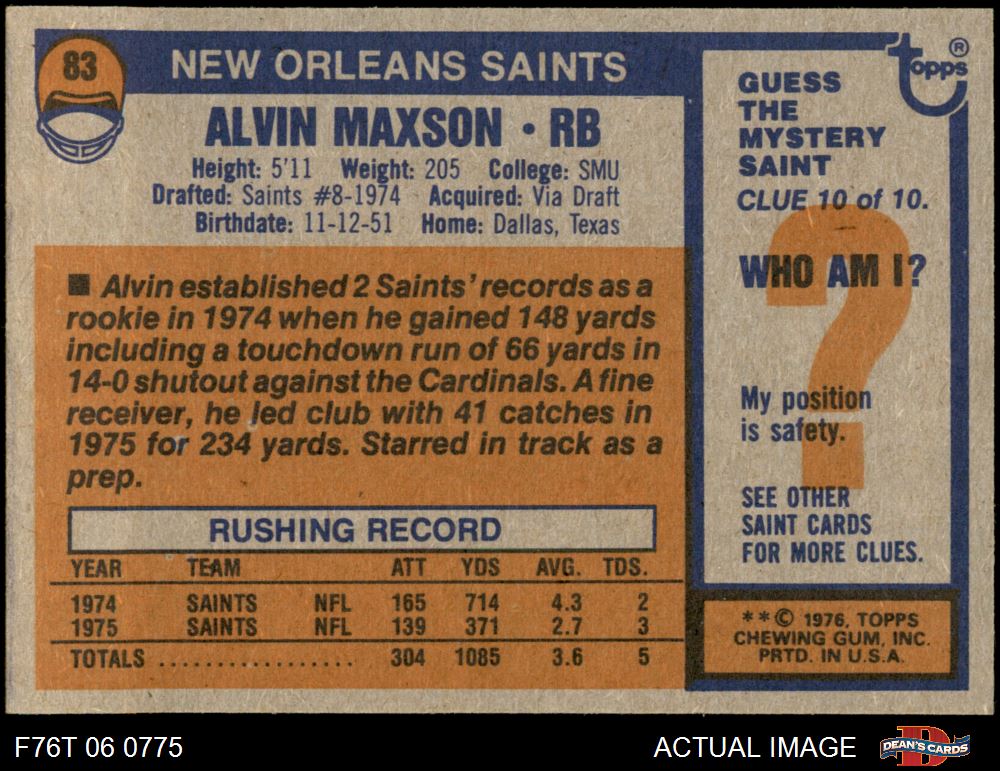 83
NEW ORLEANS SAINTS
ALVIN MAXSON • RB
Height: 5'11 Weight: 205 College: SMU
Drafted: Saints #8-1974 Acquired: Via Draft
Birthdate: 11-12-51 Home: Dallas, Texas
■ Alvin established 2 Saints' records as a
rookie in 1974 when he gained 148 yards
including a touchdown run of 66 yards in
14-0 shutout against the Cardinals. A fine
receiver, he led club with 41 catches in
1975 for 234 yards. Starred in track as a
prep.
RUSHING RECORD
YEAR TEAM ATT YDS AVG. TDS.
1974 SAINTS NFL 165 714 4.3 2
1975 SAINTS NFL 139 371 2.7 3
TOTALS .................. 304 1085 3.6 5
topps ®
GUESS
THE
MYSTERY
SAINT
CLUE 10 of 10.
?
WHO AM I?
My position
is safety.
SEE OTHER
SAINT CARDS
FOR MORE CLUES.
**© 1976, TOPPS
CHEWING GUM, INC.
PRTD. IN U.S.A.
F76T 06 0775
ACTUAL IMAGE
D
DEAN'S CARDS